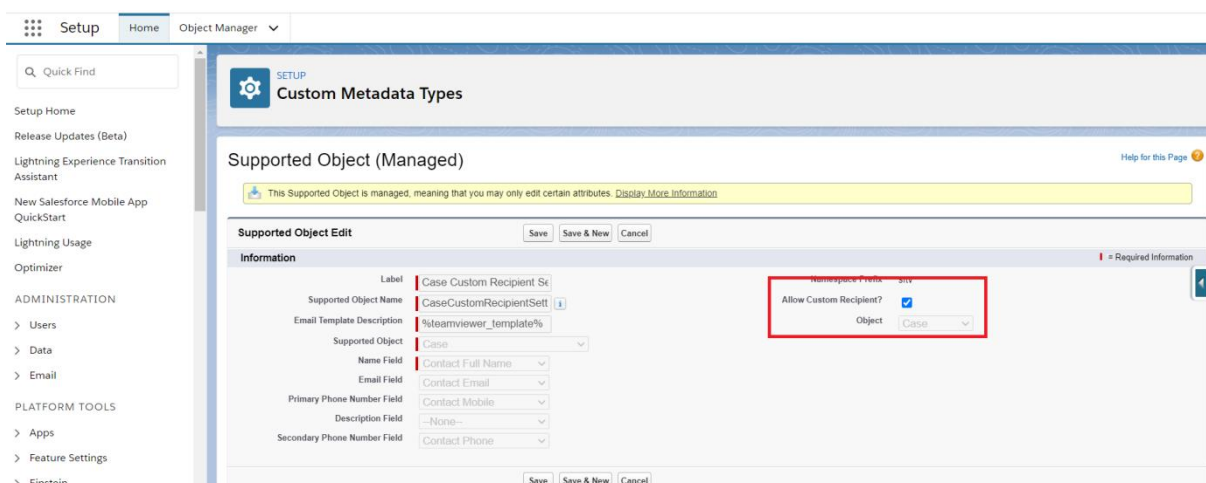 Setup Home Object Manager
Quick Find
Setup Home
Release Updates (Beta)
Lightning Experience Transition
Assistant
New Salesforce Mobile App
QuickStart
Lightning Usage
Optimizer
ADMINISTRATION
Users
Data
Email
PLATFORM TOOLS
Apps
Feature Settings
Einstein
SETUP
Custom Metadata Types
Supported Object (Managed)
Help for this Page
This Supported Object is managed, meaning that you may only edit certain attributes. Display More Information
Supported Object Edit Save Save & New Cancel
Information = Required Information
Label Case Custom Recipient Se
Supported Object Name CaseCustomRecipientSett
Email Template Description %teamviewer_template%
Supported Object Case
Name Field Contact Full Name
Email Field Contact Email
Primary Phone Number Field Contact Mobile
Description Field --None--
Secondary Phone Number Field Contact Phone
Namespace Prefix
Allow Custom Recipient?
Object Case
Save Save & New Cancel